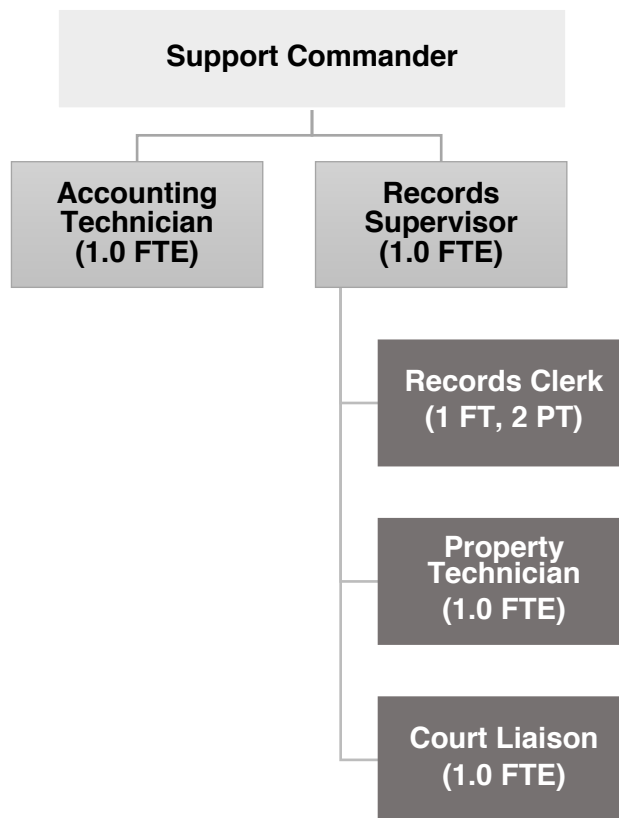 Support Commander
Accounting
Technician
(1.0 FTE)
Records
Supervisor
(1.0 FTE)
Records Clerk
(1 FT, 2 PT)
Property
Technician
(1.0 FTE)
Court Liaison
(1.0 FTE)